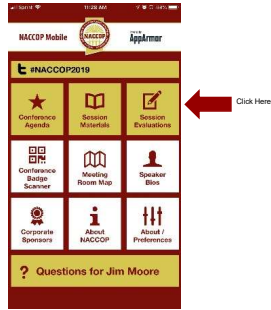 11:28 AM
NACCOP Mobile
NACCOP
AppArmor
#NACCOP2019
Conference
Agenda
Session
Materials
Session
Evaluations
Click Here
Conference
Badge
Scanner
Meeting
Room Map
Speaker
Bios
Corporate
Sponsors
About
NACCOP
About /
Preferences
? Questions for Jim Moore